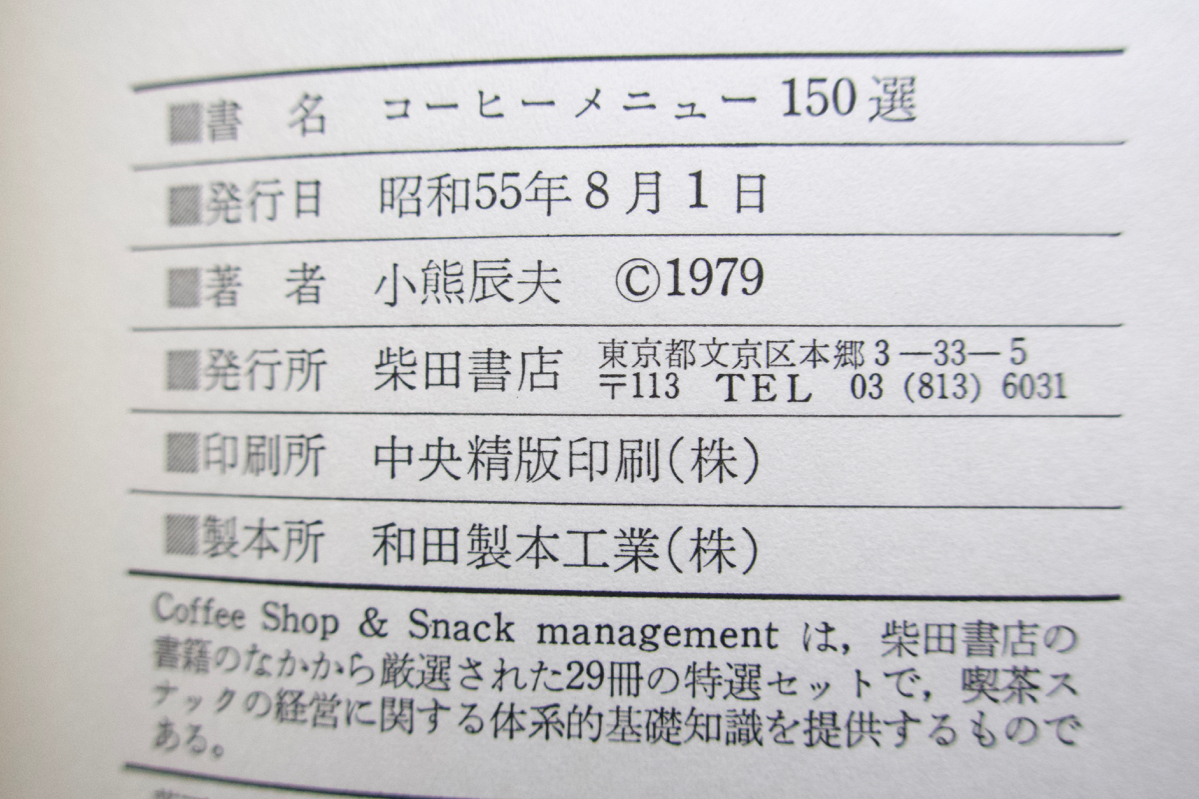 ■書　名　コーヒーメニュー150選
■発行日　昭和55年8月1日
■著　者　小熊辰夫　©1979
■発行所　柴田書店　東京都文京区本郷3—33—5
〒113　TEL　03（813）6031
■印刷所　中央精版印刷（株）
■製本所　和田製本工業（株）
Coffee Shop & Snack management は，柴田書店の
書籍のなかから厳選された29冊の特選セットで，喫茶ス
ナックの経営に関する体系的基礎知識を提供するもので
ある。